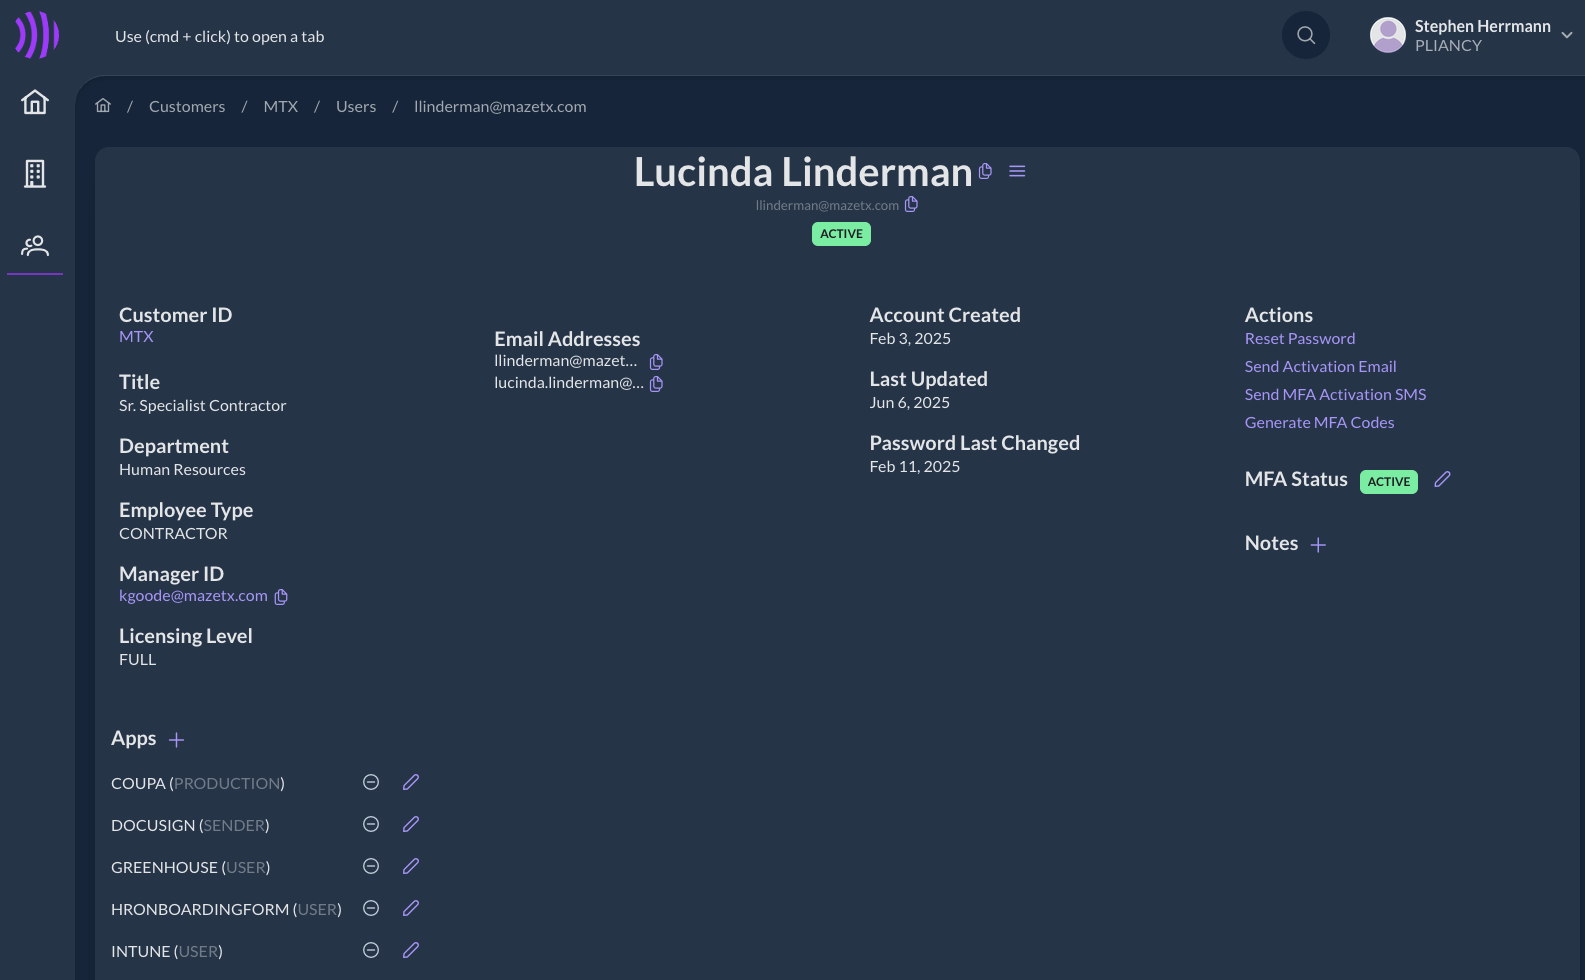 Use (cmd + click) to open a tab
Stephen Herrmann
PLIANCY
/ Customers / MTX / Users / llinderman@mazetx.com
Lucinda Linderman
llinderman@mazetx.com
ACTIVE
Customer ID
MTX
Title
Sr. Specialist Contractor
Department
Human Resources
Employee Type
CONTRACTOR
Manager ID
kgoode@mazetx.com
Licensing Level
FULL
Email Addresses
llinderman@mazet...
lucinda.linderman@...
Account Created
Feb 3, 2025
Last Updated
Jun 6, 2025
Password Last Changed
Feb 11, 2025
Actions
Reset Password
Send Activation Email
Send MFA Activation SMS
Generate MFA Codes
MFA Status ACTIVE
Notes
Apps
COUPA (PRODUCTION)
DOCUSIGN (SENDER)
GREENHOUSE (USER)
HRONBOARDINGFORM (USER)
INTUNE (USER)